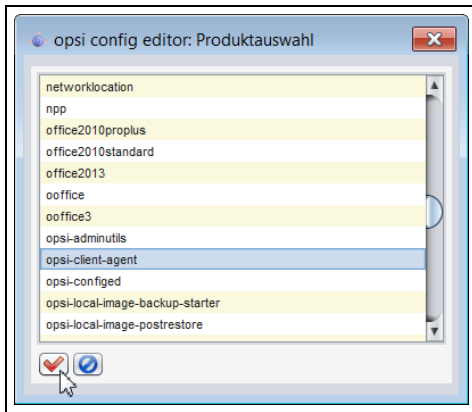 opsi config editor: Produktauswahl
networklocation
npp
office2010proplus
office2010standard
office2013
ooffice
ooffice3
opsi-adminutils
opsi-client-agent
opsi-configed
opsi-local-image-backup-starter
opsi-local-image-postrestore